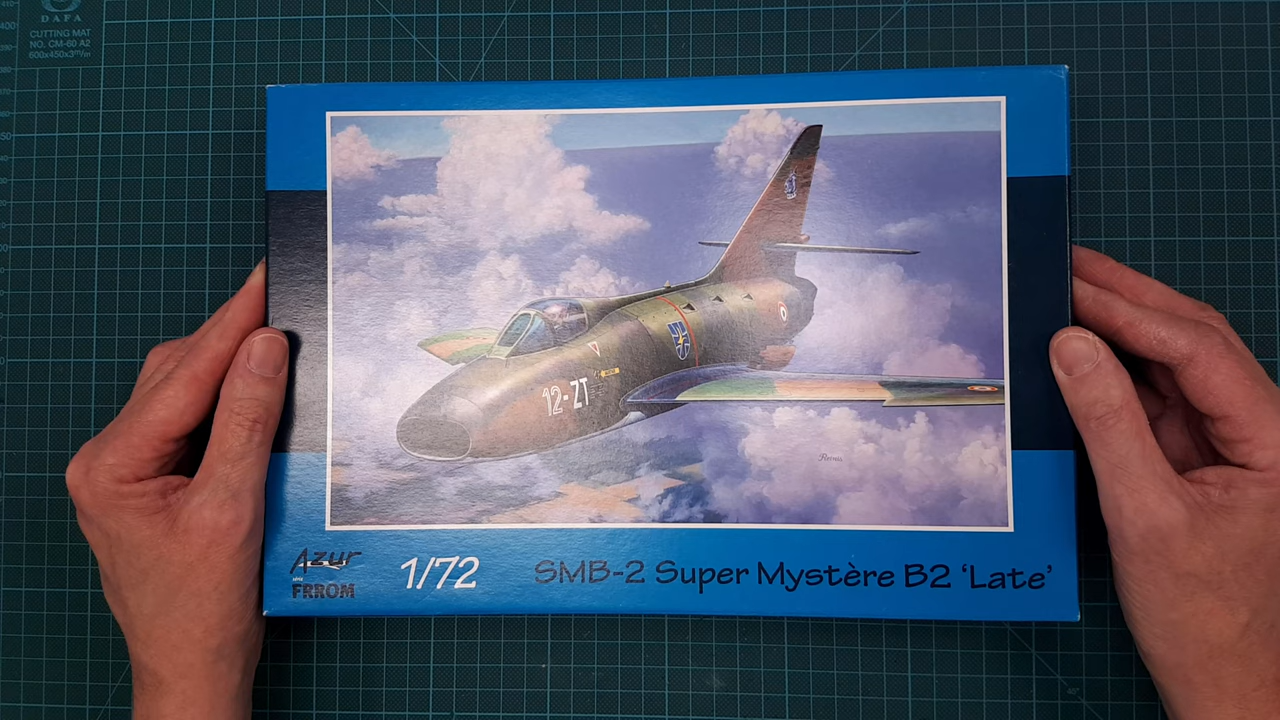 DAFA
CUTTING MAT
NO. CM-60 A2
600x450x3m/m
12-ZT
Azur
FRROM
1/72
SMB-2 Super Mystère B2 ‘Late’